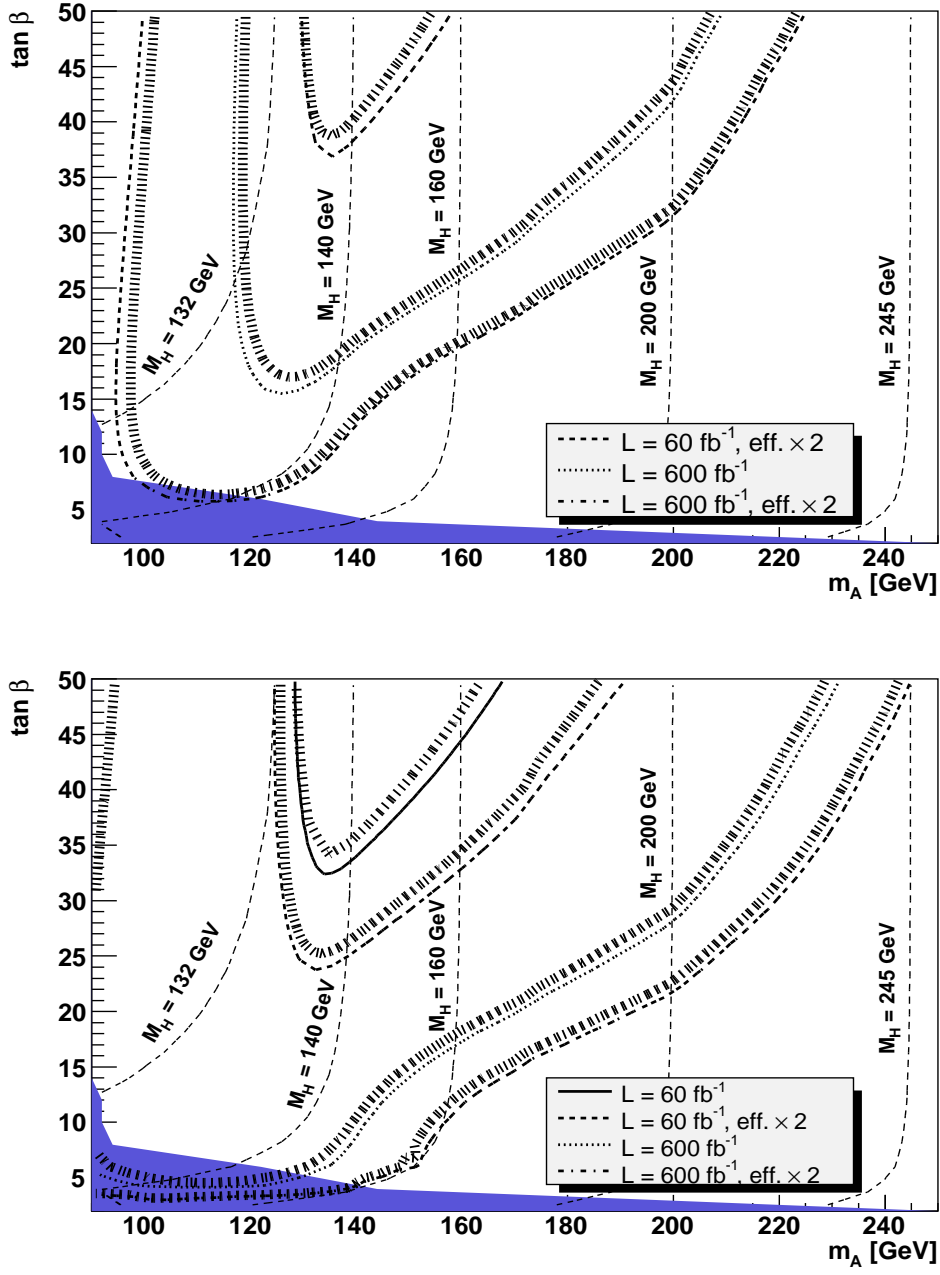 tan β
50
45
40
35
30
25
20
15
10
5
M_H = 132 GeV
M_H = 140 GeV
M_H = 160 GeV
M_H = 200 GeV
M_H = 245 GeV
L = 60 fb⁻¹, eff. × 2
L = 600 fb⁻¹
L = 600 fb⁻¹, eff. × 2
100 120 140 160 180 200 220 240
m_A [GeV]
tan β
50
45
40
35
30
25
20
15
10
5
M_H = 132 GeV
M_H = 140 GeV
M_H = 160 GeV
M_H = 200 GeV
M_H = 245 GeV
L = 60 fb⁻¹
L = 60 fb⁻¹, eff. × 2
L = 600 fb⁻¹
L = 600 fb⁻¹, eff. × 2
100 120 140 160 180 200 220 240
m_A [GeV]